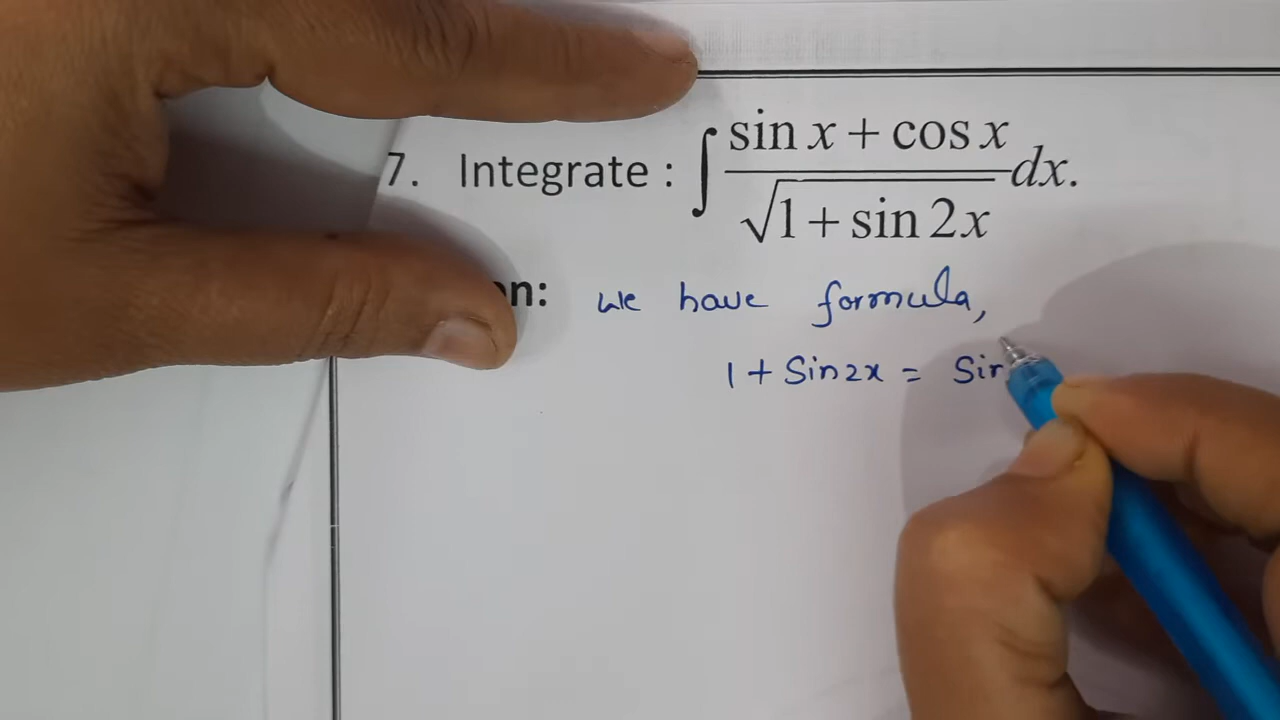 7. Integrate : ∫ sin x + cos x / √1 + sin 2x dx.
n: we have formula,
1 + Sin2x = Sin